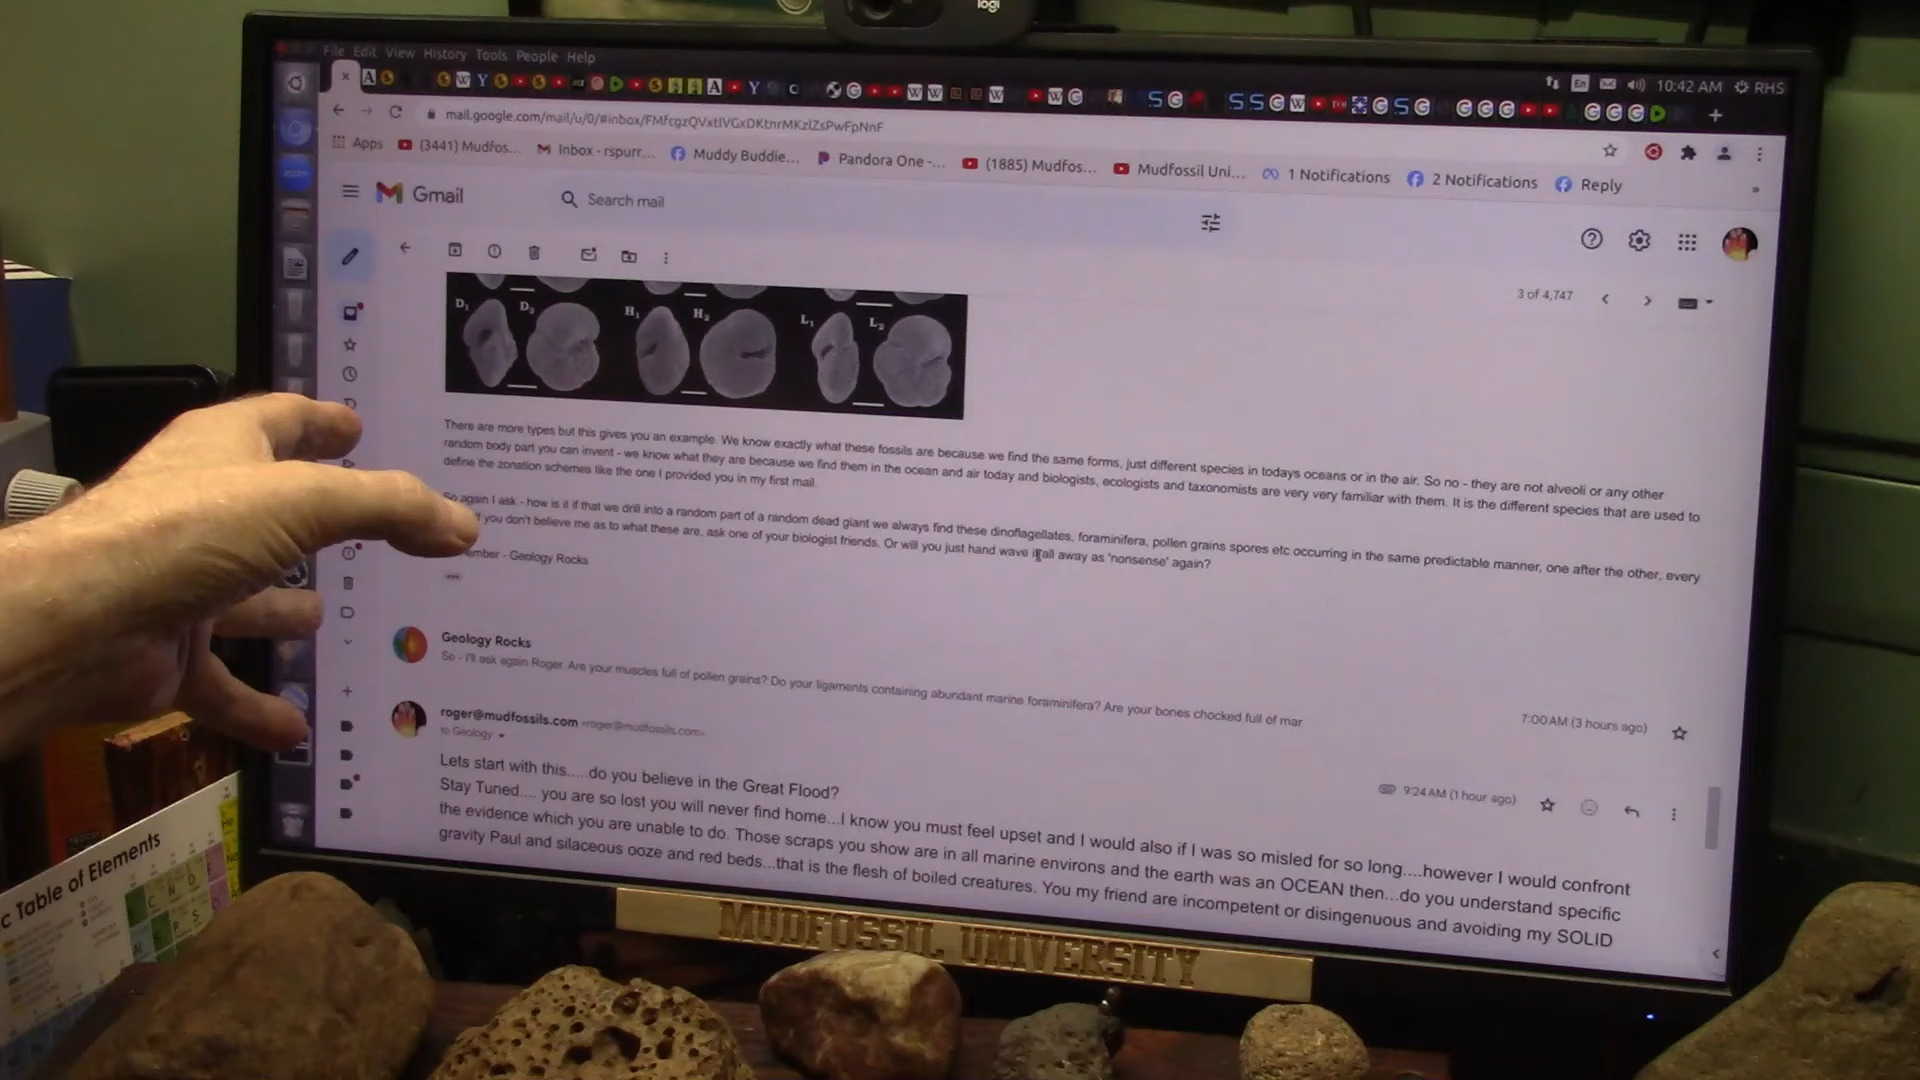 logi
File Edit View History Tools People Help
En 10:42 AM RHS
mail.google.com/mail/u/0/#inbox/FMfcgzQVxtlVGxDKtnrMKzlZsPwFpNnF
Apps (3441) Mudfos... Inbox - rspurr... Muddy Buddie... Pandora One -... (1885) Mudfos... Mudfossil Uni... 1 Notifications 2 Notifications Reply
Gmail Search mail
3 of 4,747
D1 D2 H1 H2 L1 L2
There are more types but this gives you an example. We know exactly what these fossils are because we find the same forms, just different species in todays oceans or in the air. So no - they are not alveoli or any other
random body part you can invent - we know what they are because we find them in the ocean and air today and biologists, ecologists and taxonomists are very very familiar with them. It is the different species that are used to
define the zonation schemes like the one I provided you in my first mail.
So again I ask - how is it if that we drill into a random part of a random dead giant we always find these dinoflagellates, foraminifera, pollen grains spores etc occurring in the same predictable manner, one after the other, every
If you don't believe me as to what these are, ask one of your biologist friends. Or will you just hand wave it all away as 'nonsense' again?
ember - Geology Rocks
Geology Rocks
So - I'll ask again Roger. Are your muscles full of pollen grains? Do your ligaments containing abundant marine foraminifera? Are your bones chocked full of mar
7:00 AM (3 hours ago)
roger@mudfossils.com <roger@mudfossils.com>
to Geology
9:24 AM (1 hour ago)
Lets start with this.....do you believe in the Great Flood?
Stay Tuned.... you are so lost you will never find home...I know you must feel upset and I would also if I was so misled for so long....however I would confront
the evidence which you are unable to do. Those scraps you show are in all marine environs and the earth was an OCEAN then...do you understand specific
gravity Paul and silaceous ooze and red beds...that is the flesh of boiled creatures. You my friend are incompetent or disingenuous and avoiding my SOLID
MUDFOSSIL UNIVERSITY
c Table of Elements
He
C N O
P S